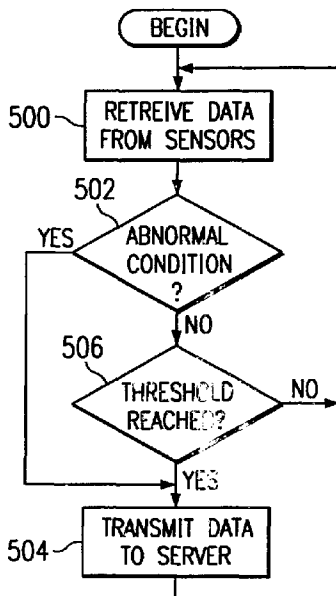 BEGIN
500
RETREIVE DATA
FROM SENSORS
502
YES
ABNORMAL
CONDITION
?
NO
506
THRESHOLD
REACHED?
NO
YES
504
TRANSMIT DATA
TO SERVER